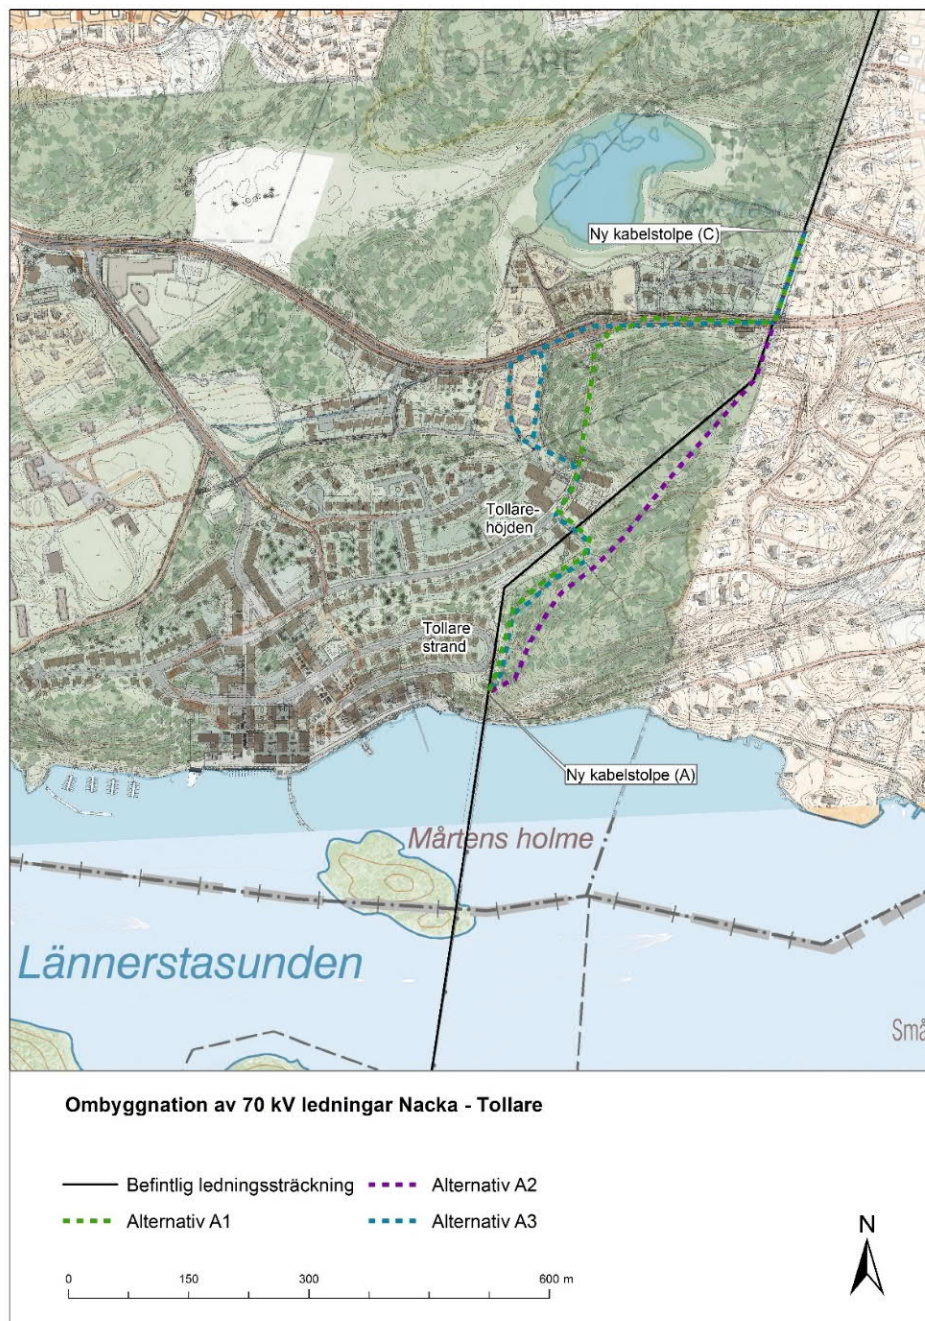 TOLLARE
Ny kabelstolpe (C)
Tollare-
höjden
Tollare
strand
Ny kabelstolpe (A)
Mårtens holme
Lännerstasunden
Små
Ombyggnation av 70 kV ledningar Nacka - Tollare
Befintlig ledningssträckning
Alternativ A2
Alternativ A1
Alternativ A3
N
0 150 300 600 m